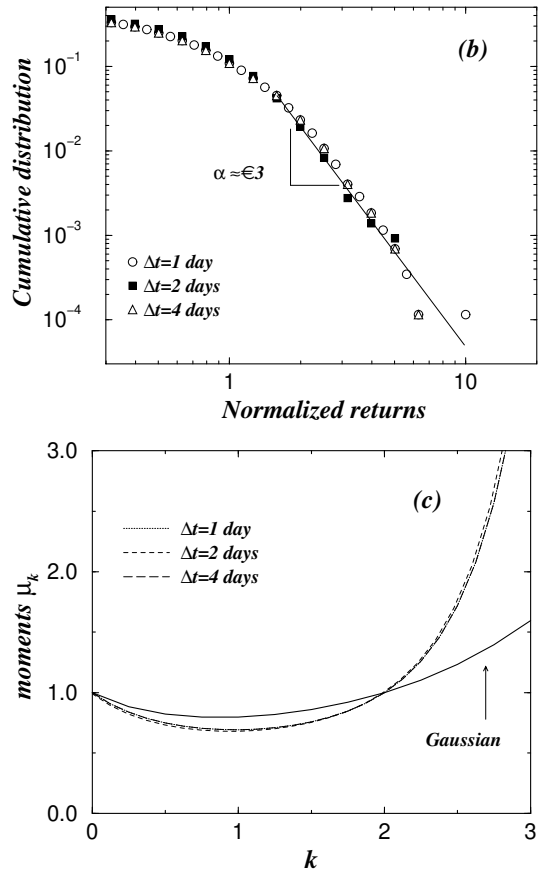 (b)
10⁻¹
10⁻²
10⁻³
10⁻⁴
Cumulative distribution
α ≈€3
Δt=1 day
Δt=2 days
Δt=4 days
1
10
Normalized returns
(c)
3.0
2.0
1.0
0.0
moments μₖ
Δt=1 day
Δt=2 days
Δt=4 days
Gaussian
0
1
2
3
k